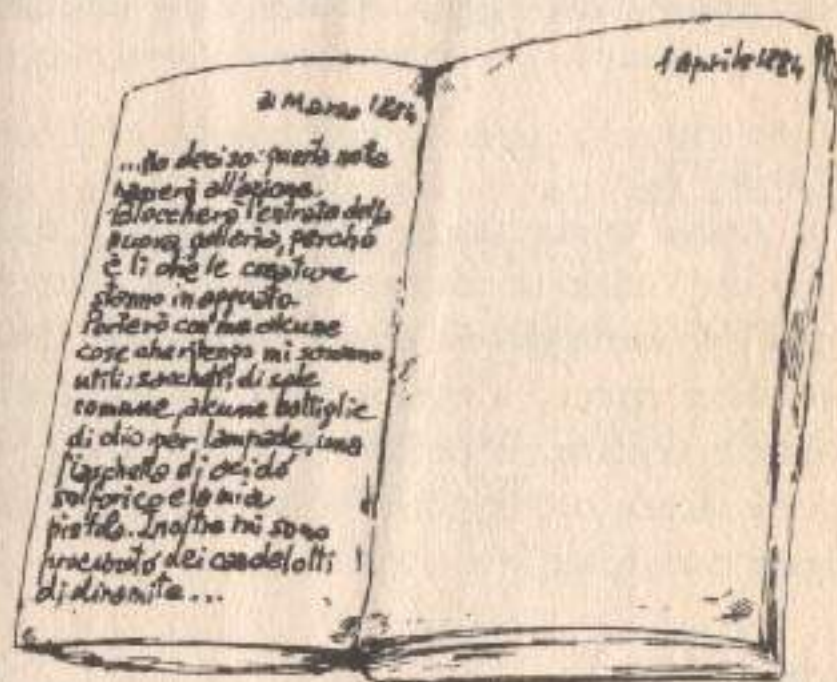 31 Marzo 1884
...Ho deciso: questa notte
passerò all'azione
Bloccherò l'entrata della
nuova galleria, perché
è lì che le creature
stanno in agguato.
Porterò con me alcune
cose che ritengo mi saranno
utili: sacchetti di sale
comune, alcune bottiglie
di olio per lampade, una
fiaschetta di acido
solforico e la mia
pistola. Inoltre mi sono
procurato dei candelotti
di dinamite...
1 Aprile 1884